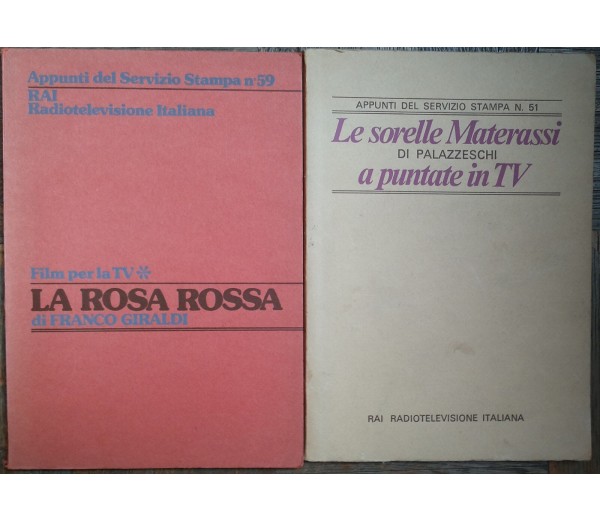 Appunti del Servizio Stampa n°59
RAI
Radiotelevisione Italiana
Film per la TV *
LA ROSA ROSSA
di FRANCO GIRALDI
APPUNTI DEL SERVIZIO STAMPA N. 51
Le sorelle Materassi
DI PALAZZESCHI
a puntate in TV
RAI RADIOTELEVISIONE ITALIANA